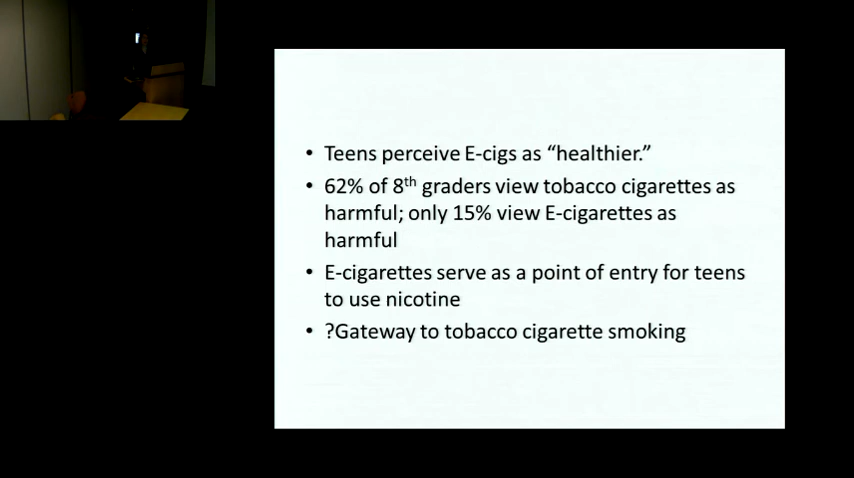 • Teens perceive E-cigs as “healthier.”
• 62% of 8th graders view tobacco cigarettes as
harmful; only 15% view E-cigarettes as
harmful
• E-cigarettes serve as a point of entry for teens
to use nicotine
• ?Gateway to tobacco cigarette smoking